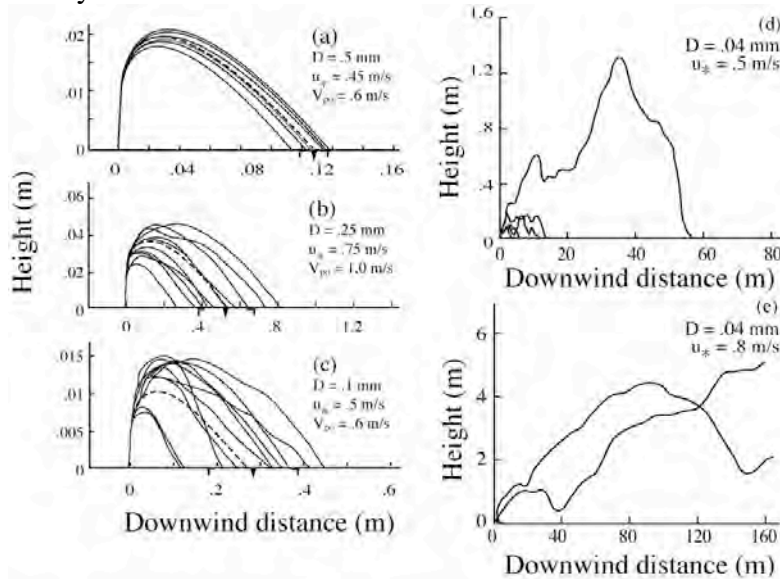 (a)
D = .5 mm
u* = .45 m/s
Vpo = .6 m/s
.02
.01
0
0 .04 .08 .12 .16
(b)
D = .25 mm
u* = .75 m/s
Vpo = 1.0 m/s
.06
.04
.02
0
0 .4 .8 1.2
(c)
D = .1 mm
u* = .5 m/s
Vpo = .6 m/s
.015
.01
.005
0
0 .2 .4 .6
Height (m)
Downwind distance (m)
(d)
D = .04 mm
u* = .5 m/s
1.6
1.2
.8
.4
0
0 20 40 60 80
Height (m)
Downwind distance (m)
(e)
D = .04 mm
u* = .8 m/s
6
4
2
0
0 40 80 120 160
Height (m)
Downwind distance (m)